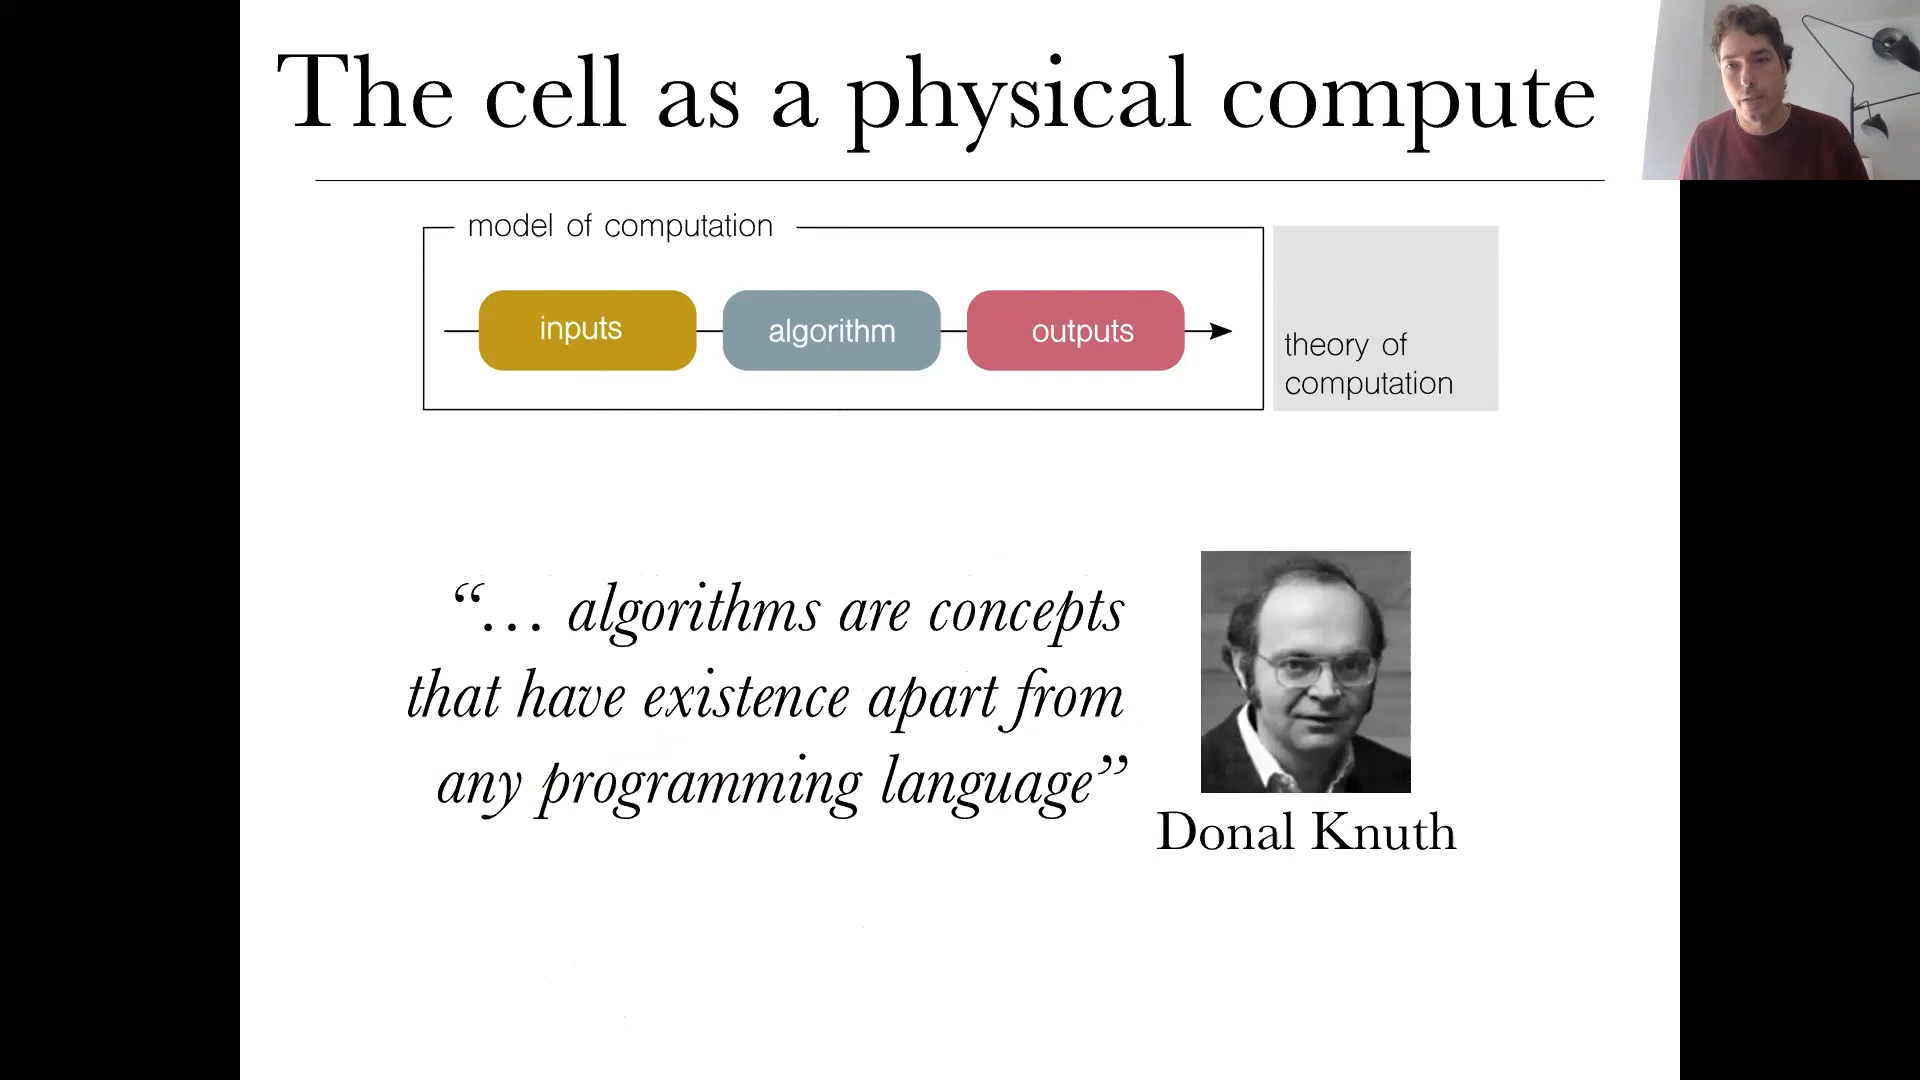 The cell as a physical compute
model of computation
inputs
algorithm
outputs
theory of
computation
“… algorithms are concepts
that have existence apart from
any programming language”
Donal Knuth